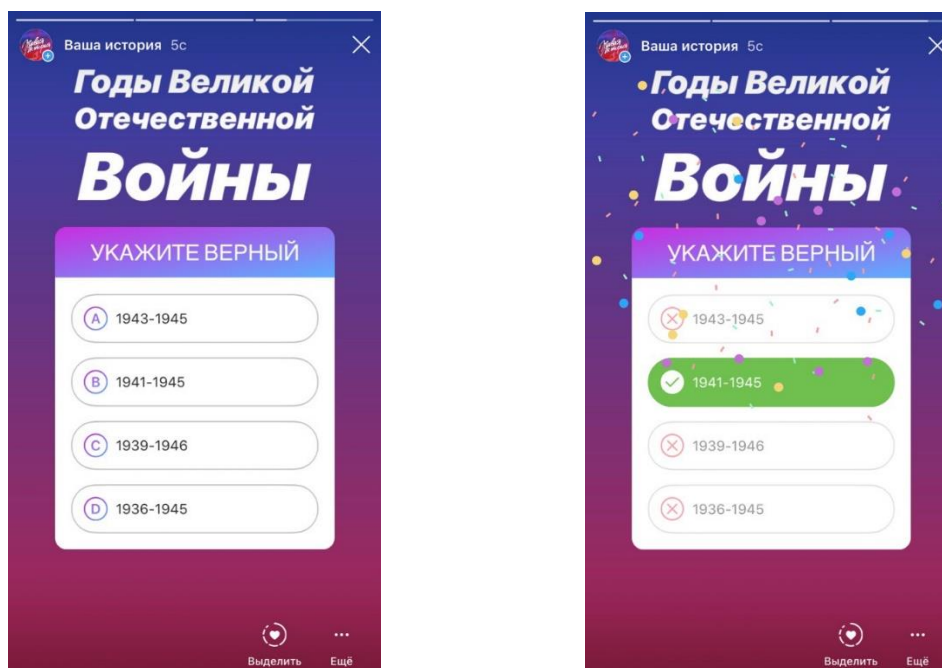 Ваша история 5с
Годы Великой
Отечественной
Войны
УКАЖИТЕ ВЕРНЫЙ
A 1943-1945
B 1941-1945
C 1939-1946
D 1936-1945
Выделить Ещё
Ваша история 5с
Годы Великой
Отечественной
Войны
УКАЖИТЕ ВЕРНЫЙ
1943-1945
1941-1945
1939-1946
1936-1945
Выделить Ещё